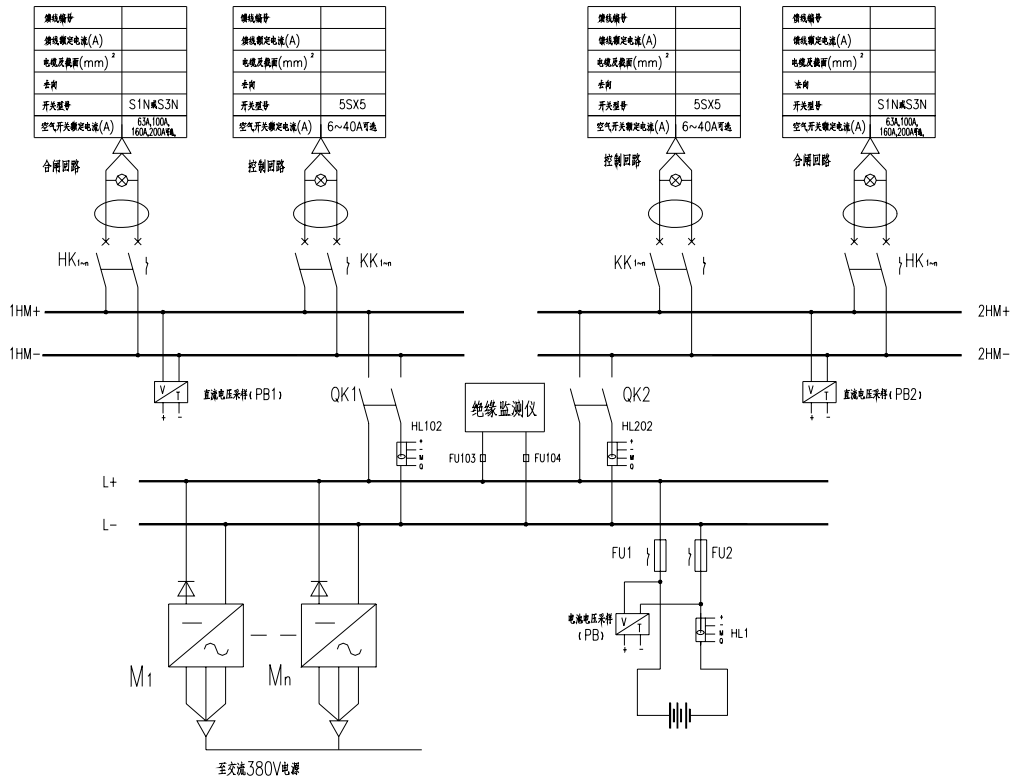 馈线编号
馈线额定电流(A)
电缆及截面(mm)²
去向
开关型号 S1N或S3N
空气开关额定电流(A) 63A,100A,
160A,200A可选
馈线编号
馈线额定电流(A)
电缆及截面(mm)²
去向
开关型号 5SX5
空气开关额定电流(A) 6~40A可选
馈线编号
馈线额定电流(A)
电缆及截面(mm)²
去向
开关型号 5SX5
空气开关额定电流(A) 6~40A可选
馈线编号
馈线额定电流(A)
电缆及截面(mm)²
去向
开关型号 S1N或S3N
空气开关额定电流(A) 63A,100A,
160A,200A可选
合闸回路
控制回路
控制回路
合闸回路
HK1~n
KK1~n
KK1~n
HK1~n
1HM+
2HM+
1HM-
2HM-
V T
+ -
直流电压采样(PB1)
QK1
绝缘监测仪
QK2
V T
+ -
直流电压采样(PB2)
HL102
+
-
M
Q
HL202
+
-
M
Q
FU103
FU104
L+
L-
FU1
FU2
电池电压采样
(PB)
V T
+ -
+
-
M
Q
HL1
M1
Mn
至交流380V电源